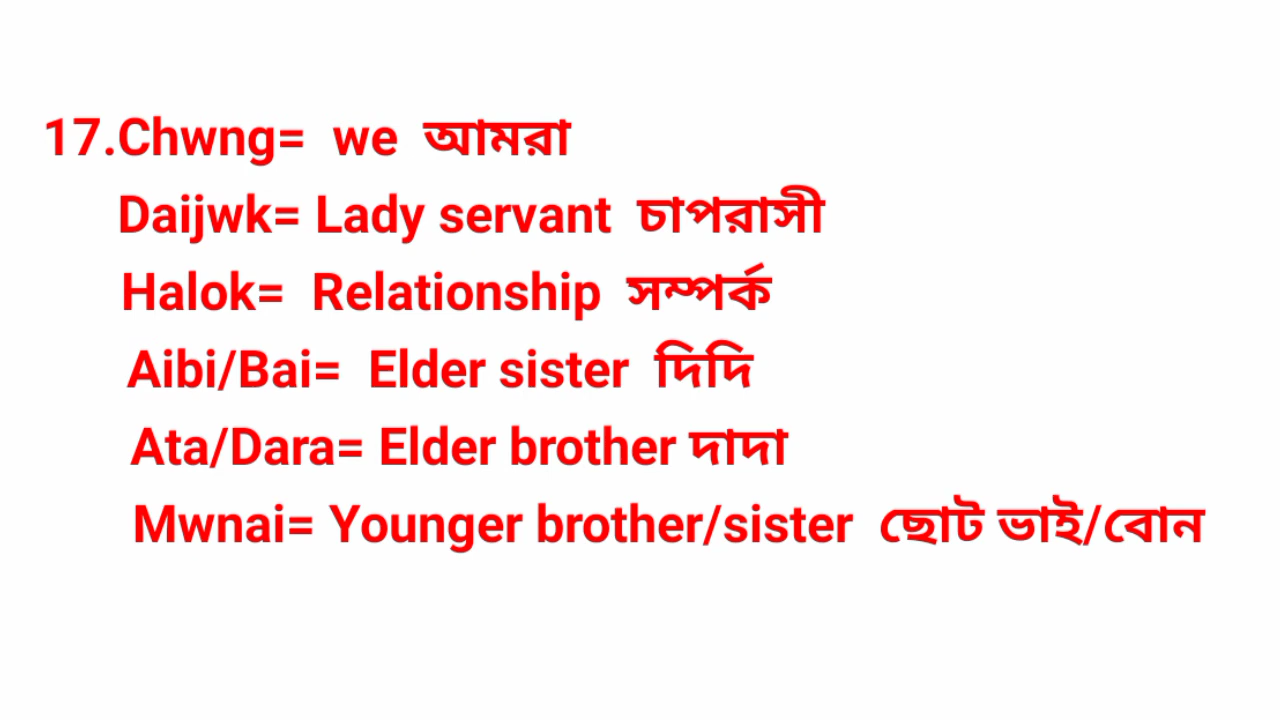 17.Chwng= we আমরা
Daijwk= Lady servant চাপরাসী
Halok= Relationship সম্পর্ক
Aibi/Bai= Elder sister দিদি
Ata/Dara= Elder brother দাদা
Mwnai= Younger brother/sister ছোট ভাই/বোন